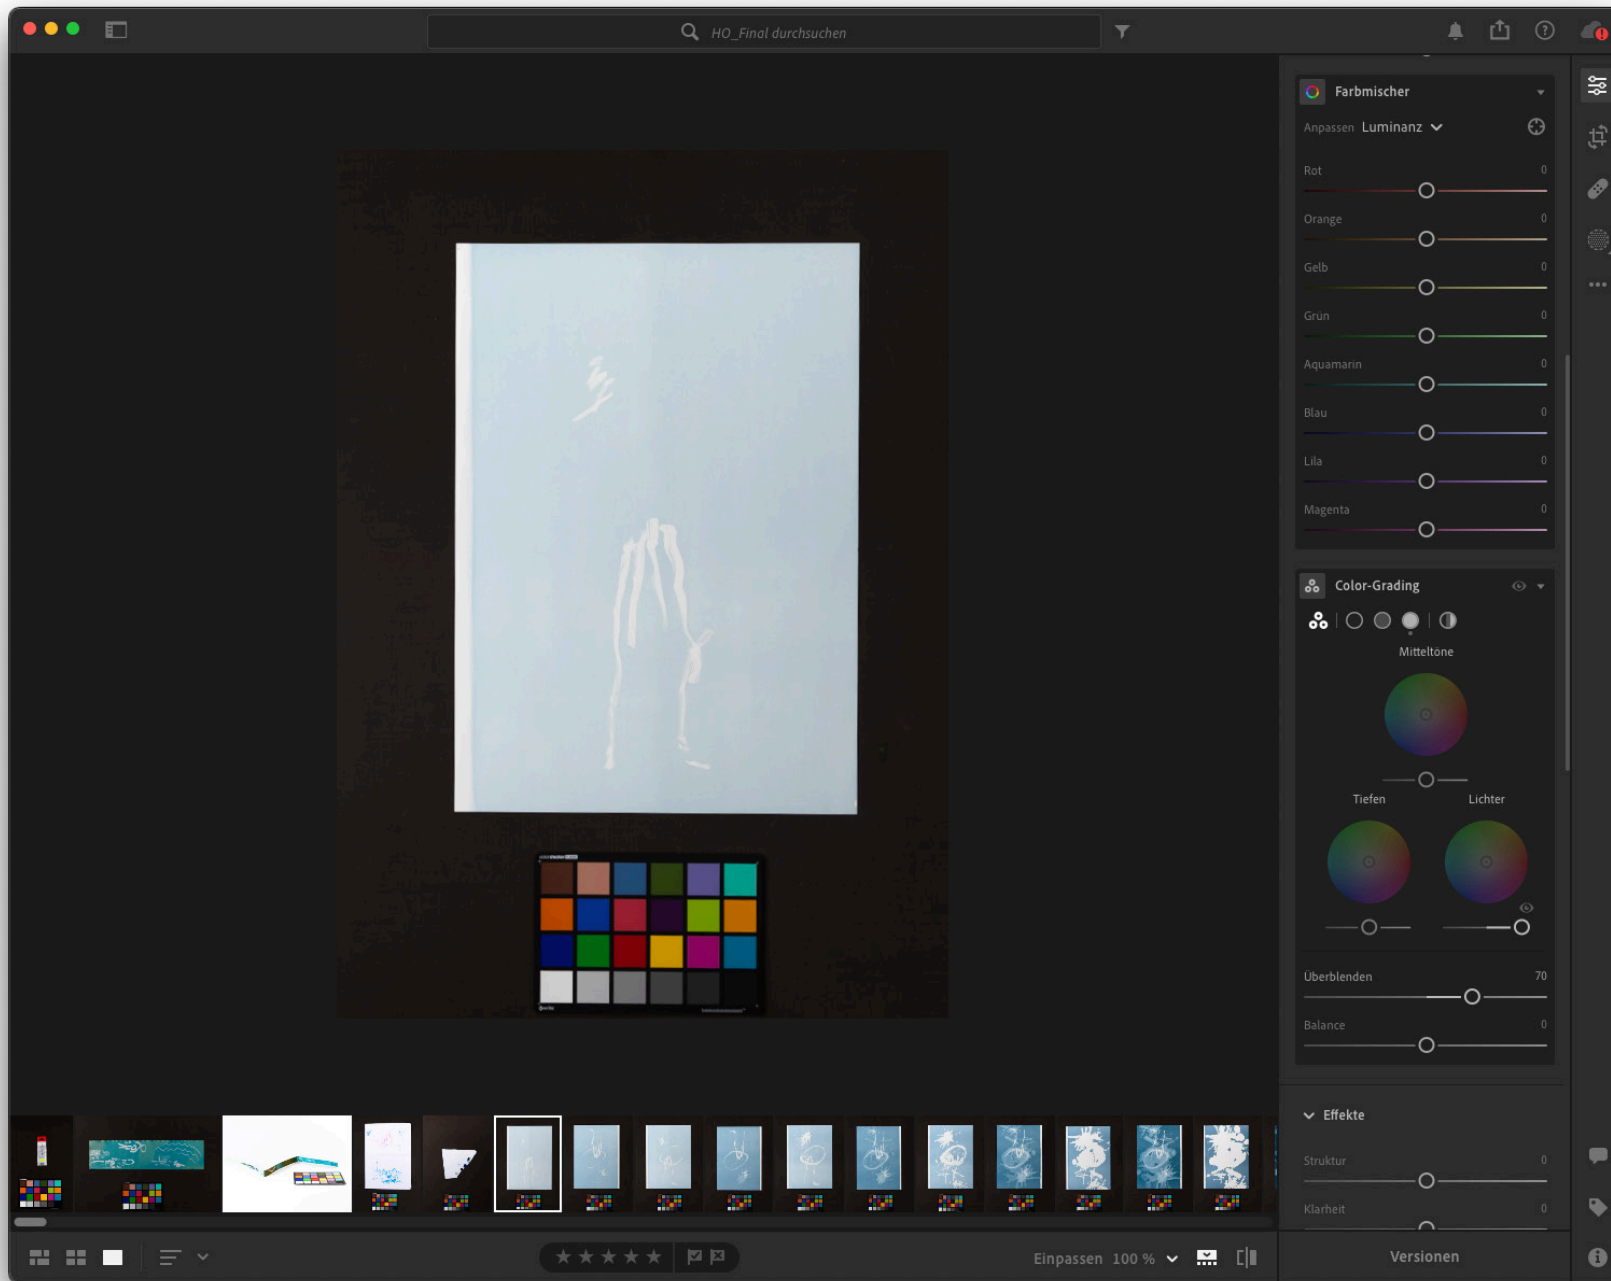 HO_Final durchsuchen
Farbmischer
Anpassen Luminanz
Rot 0
Orange 0
Gelb 0
Grün 0
Aquamarin 0
Blau 0
Lila 0
Magenta 0
Color-Grading
Mitteltöne
Tiefen Lichter
Überblenden 70
Balance 0
Effekte
Struktur 0
Klarheit 0
Einpassen 100 %
Versionen